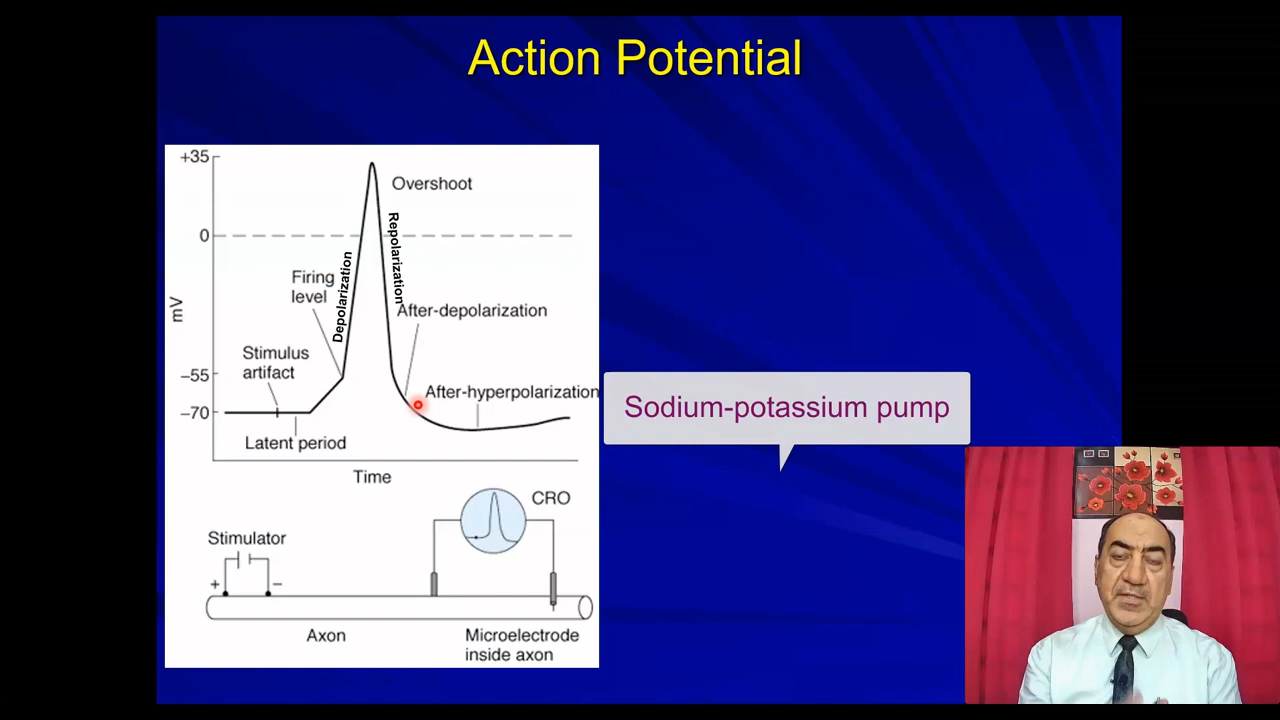 Action Potential
+35
Overshoot
Repolarization
0
Depolarization
Firing
level
mV
After-depolarization
Stimulus
artifact
−55
After-hyperpolarization
Sodium-potassium pump
−70
Latent period
Time
CRO
Stimulator
+
−
Axon
Microelectrode
inside axon